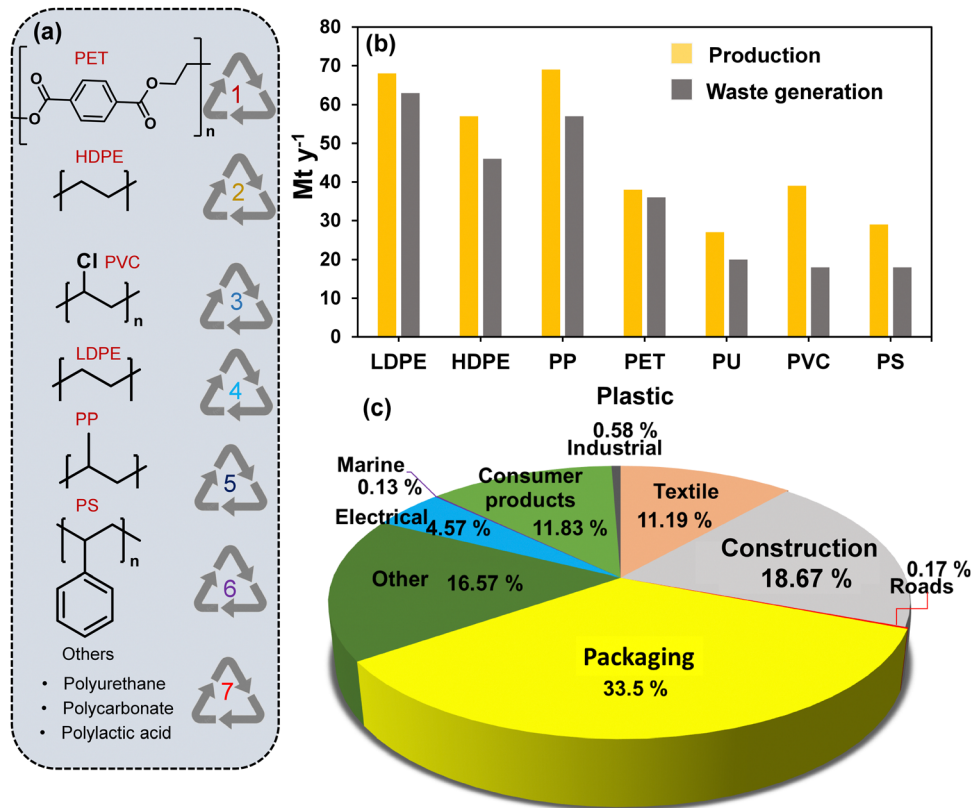 (a)
PET
O
O
O
O
n
1
HDPE
2
Cl PVC
n
3
LDPE
4
PP
5
PS
n
6
Others
• Polyurethane
• Polycarbonate
• Polylactic acid
7
(b)
Production
Waste generation
Mt y⁻¹
80
70
60
50
40
30
20
10
0
LDPE HDPE PP PET PU PVC PS
Plastic
(c)
0.58 %
Industrial
Marine
0.13 %
Consumer
products
11.83 %
Textile
11.19 %
Electrical
4.57 %
Construction
18.67 %
0.17 %
Roads
Other
16.57 %
Packaging
33.5 %